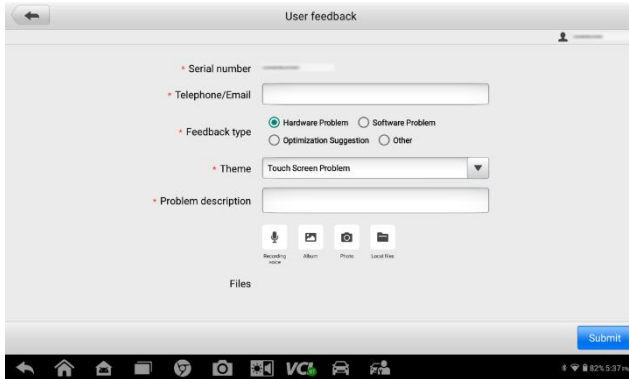 User feedback
* Serial number
* Telephone/Email
* Feedback type
Hardware Problem Software Problem
Optimization Suggestion Other
* Theme Touch Screen Problem
* Problem description
Recording voice Album Photo Local files
Files
Submit
VCI 82% 5:37 PM